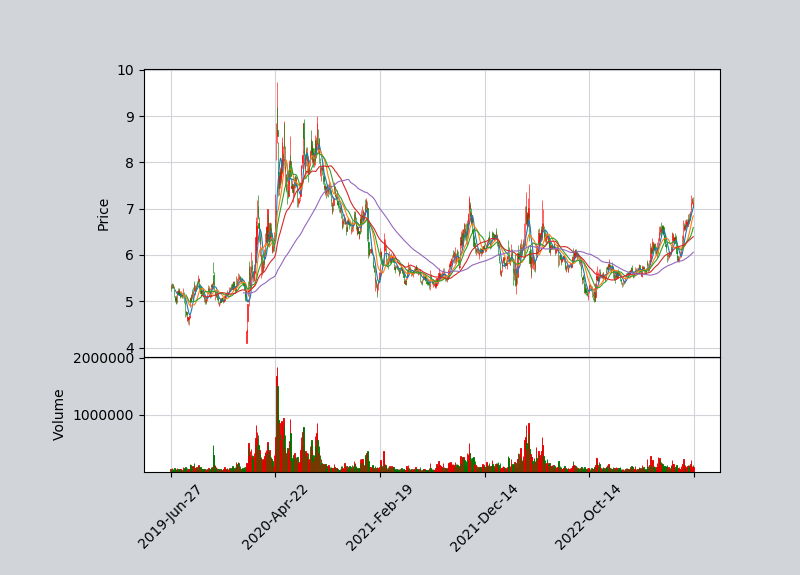 10
9
8
7
6
5
4
Price
2000000
1000000
Volume
2019-Jun-27
2020-Apr-22
2021-Feb-19
2021-Dec-14
2022-Oct-14